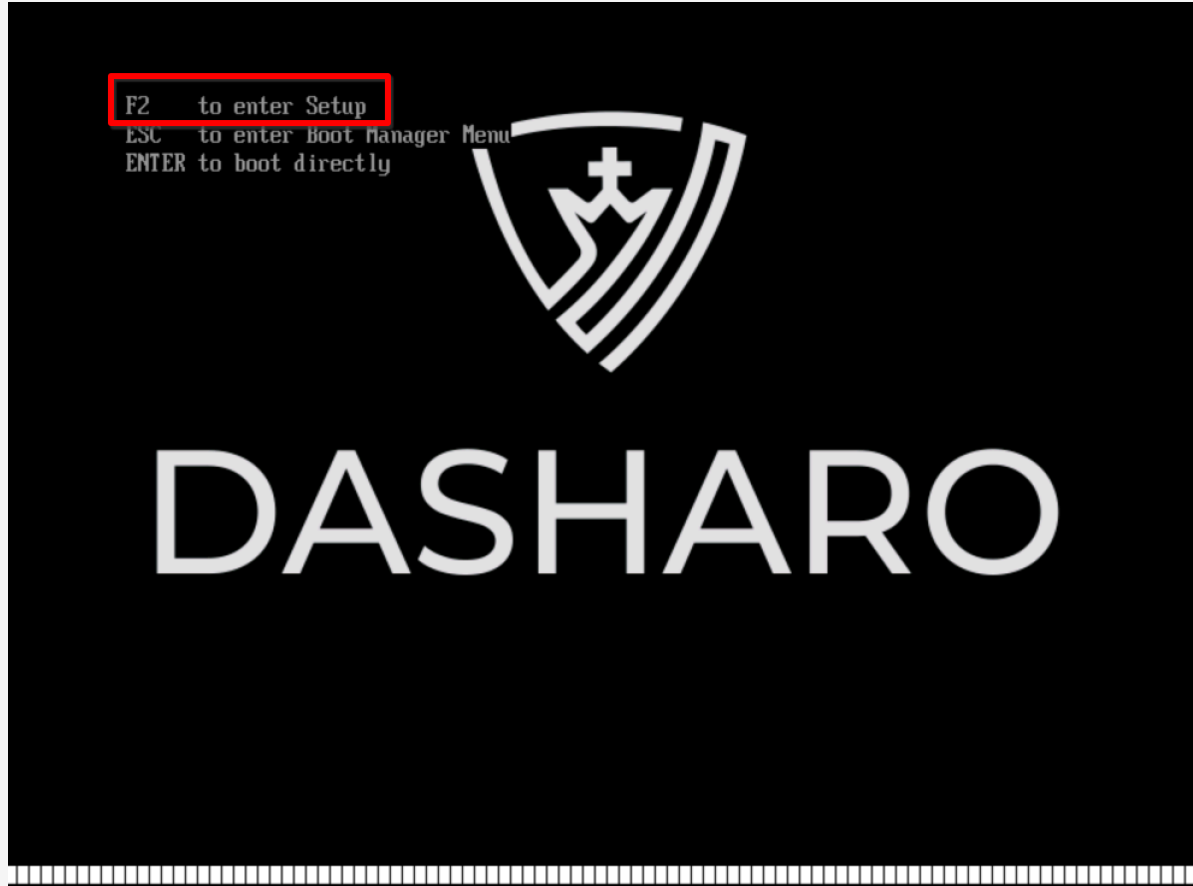 F2 to enter Setup
ESC to enter Boot Manager Menu
ENTER to boot directly
DASHARO